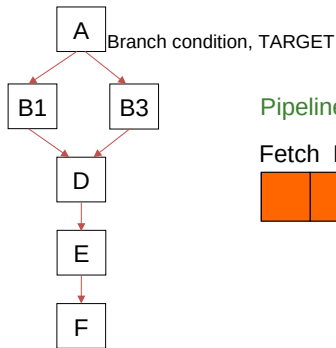 A
Branch condition, TARGET
B1
B3
Pipeline
Fetch
D
E
F